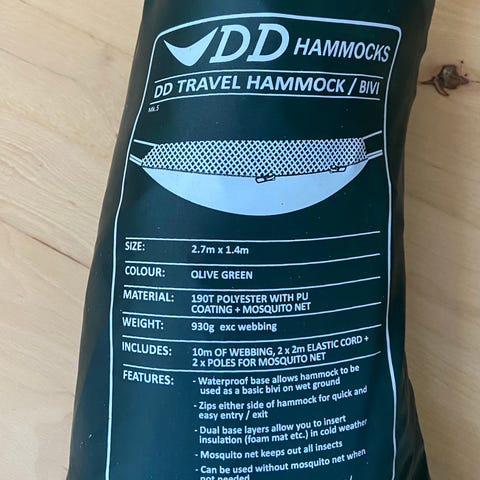 DD HAMMOCKS
DD TRAVEL HAMMOCK / BIVI
Mk.5
SIZE: 2.7m x 1.4m
COLOUR: OLIVE GREEN
MATERIAL: 190T POLYESTER WITH PU
COATING + MOSQUITO NET
WEIGHT: 930g exc webbing
INCLUDES: 10m OF WEBBING, 2 x 2m ELASTIC CORD +
2 x POLES FOR MOSQUITO NET
FEATURES: - Waterproof base allows hammock to be
used as a basic bivi on wet ground
- Zips either side of hammock for quick and
easy entry / exit
- Dual base layers allow you to insert
insulation (foam mat etc.) in cold weather
- Mosquito net keeps out all insects
- Can be used without mosquito net when
not needed